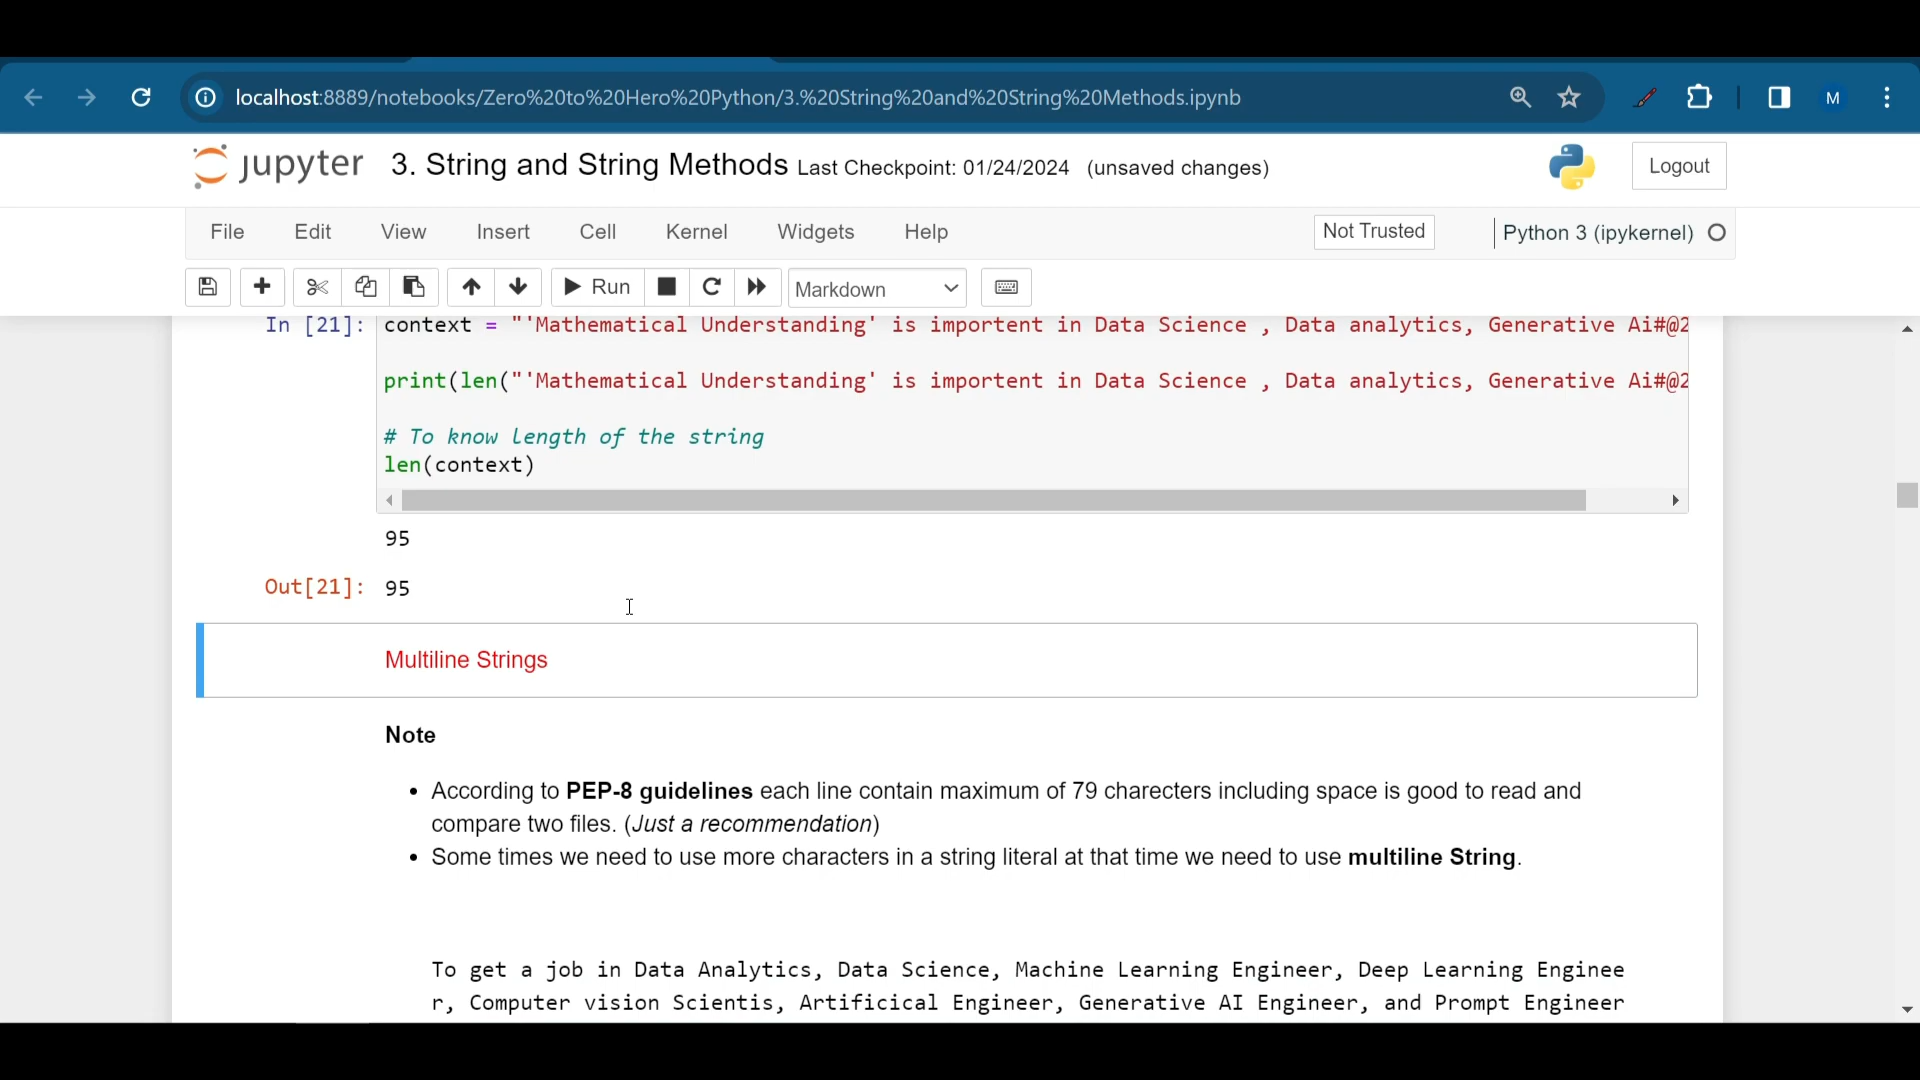 localhost:8889/notebooks/Zero%20to%20Hero%20Python/3.%20String%20and%20String%20Methods.ipynb
M
jupyter 3. String and String Methods Last Checkpoint: 01/24/2024 (unsaved changes)
Logout
File Edit View Insert Cell Kernel Widgets Help
Not Trusted
Python 3 (ipykernel)
Run
Markdown
In [21]: context = "'Mathematical Understanding' is importent in Data Science , Data analytics, Generative Ai#@2
print(len("'Mathematical Understanding' is importent in Data Science , Data analytics, Generative Ai#@2
# To know length of the string
len(context)
95
Out[21]: 95
Multiline Strings
Note
• According to PEP-8 guidelines each line contain maximum of 79 charecters including space is good to read and
compare two files. (Just a recommendation)
• Some times we need to use more characters in a string literal at that time we need to use multiline String.
To get a job in Data Analytics, Data Science, Machine Learning Engineer, Deep Learning Enginee
r, Computer vision Scientis, Artificical Engineer, Generative AI Engineer, and Prompt Engineer